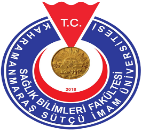 T.C.
KAHRAMANMARAŞ SÜTÇÜ İMAM ÜNİVERSİTESİ
SAĞLIK BİLİMLERİ FAKÜLTESİ
2018